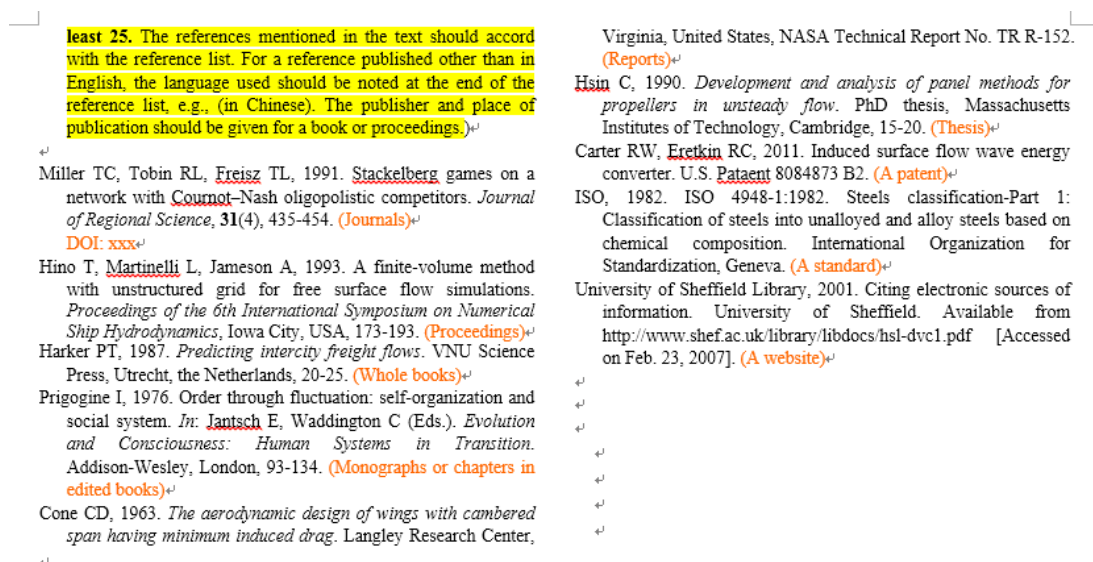 least 25. The references mentioned in the text should accord
with the reference list. For a reference published other than in
English, the language used should be noted at the end of the
reference list, e.g., (in Chinese). The publisher and place of
publication should be given for a book or proceedings.)
Miller TC, Tobin RL, Freisz TL, 1991. Stackelberg games on a
network with Cournot–Nash oligopolistic competitors. Journal
of Regional Science, 31(4), 435-454. (Journals)
DOI: xxx
Hino T, Martinelli L, Jameson A, 1993. A finite-volume method
with unstructured grid for free surface flow simulations.
Proceedings of the 6th International Symposium on Numerical
Ship Hydrodynamics, Iowa City, USA, 173-193. (Proceedings)
Harker PT, 1987. Predicting intercity freight flows. VNU Science
Press, Utrecht, the Netherlands, 20-25. (Whole books)
Prigogine I, 1976. Order through fluctuation: self-organization and
social system. In: Jantsch E, Waddington C (Eds.). Evolution
and Consciousness: Human Systems in Transition.
Addison-Wesley, London, 93-134. (Monographs or chapters in
edited books)
Cone CD, 1963. The aerodynamic design of wings with cambered
span having minimum induced drag. Langley Research Center,
Virginia, United States, NASA Technical Report No. TR R-152.
(Reports)
Hsin C, 1990. Development and analysis of panel methods for
propellers in unsteady flow. PhD thesis, Massachusetts
Institutes of Technology, Cambridge, 15-20. (Thesis)
Carter RW, Eretkin RC, 2011. Induced surface flow wave energy
converter. U.S. Pataent 8084873 B2. (A patent)
ISO, 1982. ISO 4948-1:1982. Steels classification-Part 1:
Classification of steels into unalloyed and alloy steels based on
chemical composition. International Organization for
Standardization, Geneva. (A standard)
University of Sheffield Library, 2001. Citing electronic sources of
information. University of Sheffield. Available from
http://www.shef.ac.uk/library/libdocs/hsl-dvc1.pdf [Accessed
on Feb. 23, 2007]. (A website)